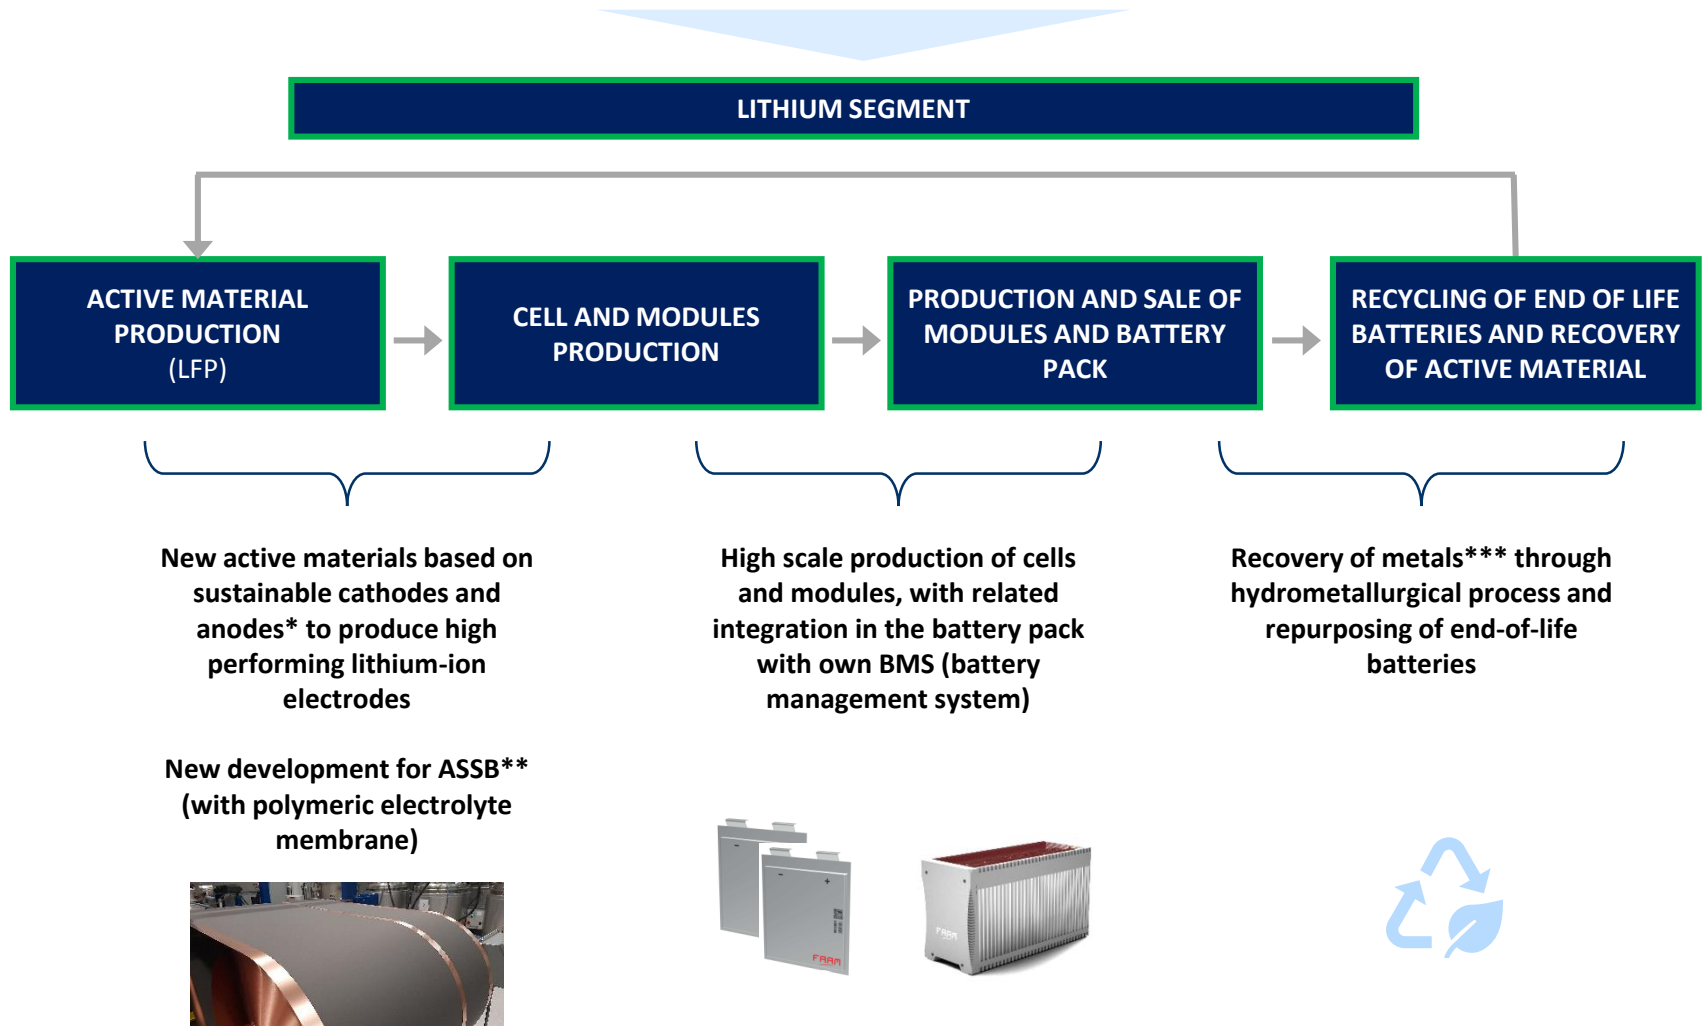 LITHIUM SEGMENT
ACTIVE MATERIAL
PRODUCTION
(LFP)
CELL AND MODULES
PRODUCTION
PRODUCTION AND SALE OF
MODULES AND BATTERY
PACK
RECYCLING OF END OF LIFE
BATTERIES AND RECOVERY
OF ACTIVE MATERIAL
New active materials based on
sustainable cathodes and
anodes* to produce high
performing lithium-ion
electrodes
New development for ASSB**
(with polymeric electrolyte
membrane)
High scale production of cells
and modules, with related
integration in the battery pack
with own BMS (battery
management system)
Recovery of metals*** through
hydrometallurgical process and
repurposing of end-of-life
batteries
-
- +
FAAM
FAAM